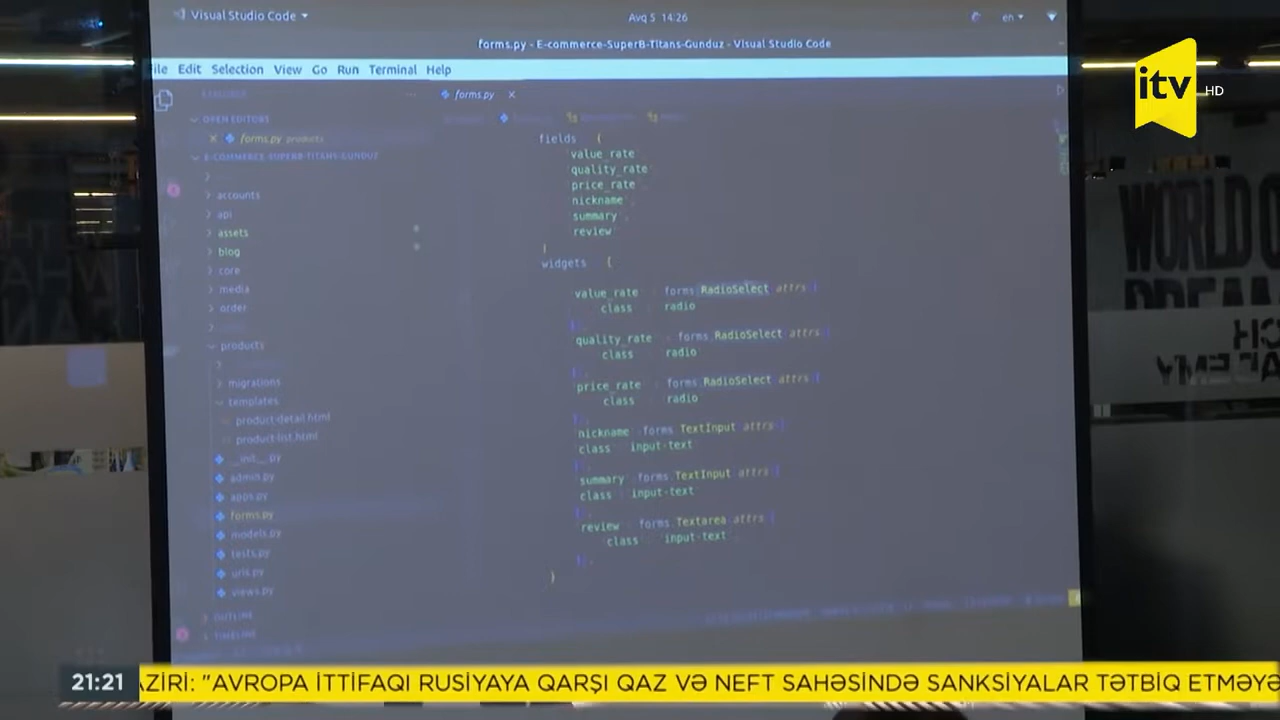 Visual Studio Code
Avq 5 14:26
en
forms.py - E-commerce-SuperB-Titans-Gunduz - Visual Studio Code
ile Edit Selection View Go Run Terminal Help
itv HD
EXPLORER
forms.py ×
OPEN EDITORS
× forms.py products
E-COMMERCE-SUPERB-TITANS-GUNDUZ
accounts
api
assets
blog
core
media
order
products
migrations
templates
product-detail.html
product-list.html
__init__.py
admin.py
apps.py
forms.py
models.py
tests.py
urls.py
views.py
OUTLINE
TIMELINE
fields (
value_rate
quality_rate
price_rate
nickname
summary
review
)
widgets {
value_rate forms.RadioSelect attrs {
class radio
quality_rate forms.RadioSelect attrs {
class radio
price_rate forms.RadioSelect attrs {
class radio
nickname forms.TextInput attrs {
class input-text
summary forms.TextInput attrs {
class input-text
review forms.Textarea attrs {
class input-text
}
WORLD O
DREAM
21:21
AZİRİ: "AVROPA İTTİFAQI RUSİYAYA QARŞI QAZ VƏ NEFT SAHƏSİNDƏ SANKSİYALAR TƏTBİQ ETMƏYƏ